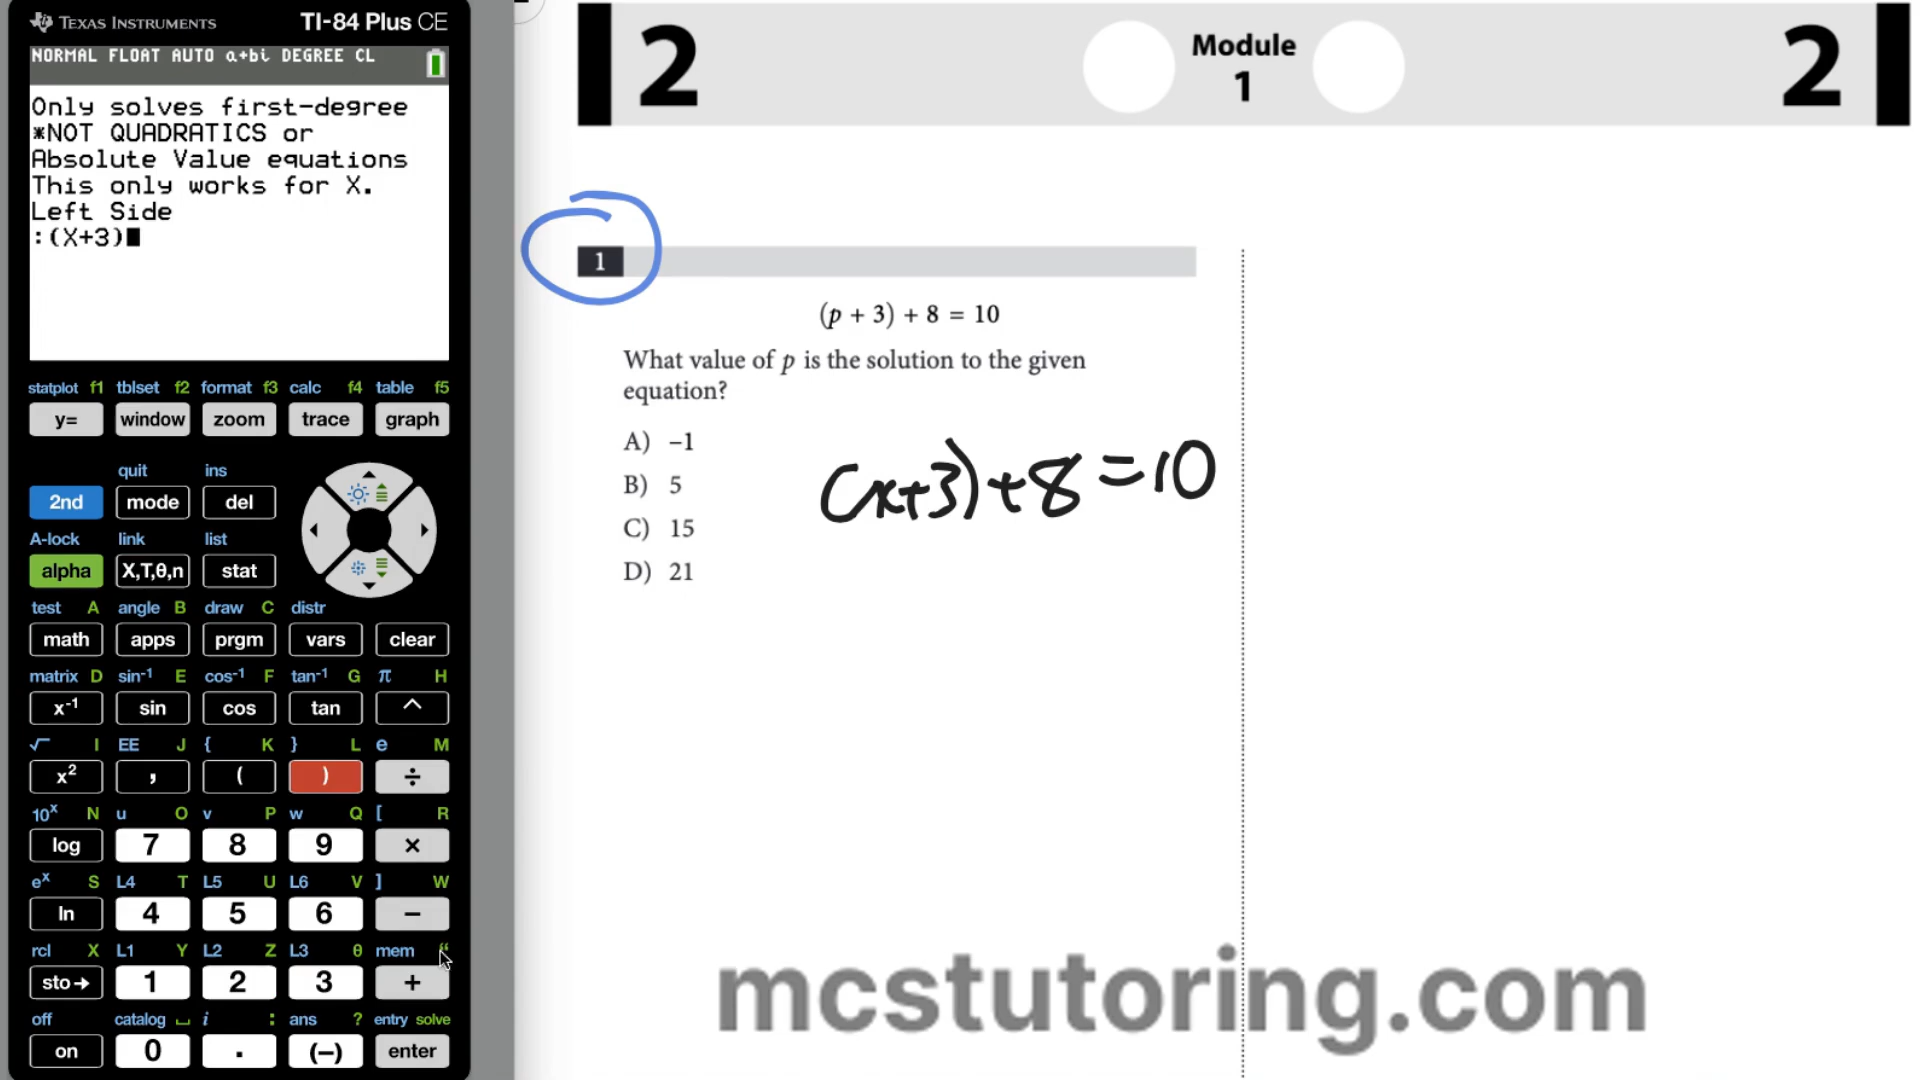 TEXAS INSTRUMENTS TI-84 Plus CE
NORMAL FLOAT AUTO a+bi DEGREE CL
Only solves first-degree
*NOT QUADRATICS or
Absolute Value equations
This only works for X.
Left Side
:(X+3)
statplot f1 tblset f2 format f3 calc f4 table f5
y= window zoom trace graph
quit ins
2nd mode del
A-lock link list
alpha X,T,θ,n stat
test A angle B draw C distr
math apps prgm vars clear
matrix D sin⁻¹ E cos⁻¹ F tan⁻¹ G π H
x⁻¹ sin cos tan ^
√ I EE J { K } L e M
x² , ( ) ÷
10ˣ N u O v P w Q [ R
log 7 8 9 ×
eˣ S L4 T L5 U L6 V ] W
ln 4 5 6 −
rcl X L1 Y L2 Z L3 θ mem “
sto→ 1 2 3 +
off catalog ⎵ i : ans ? entry solve
on 0 . (−) enter
2 Module 2
1
1
(p + 3) + 8 = 10
What value of p is the solution to the given
equation?
A) –1
B) 5
C) 15
D) 21
(x+3)+8=10
mcstutoring.com